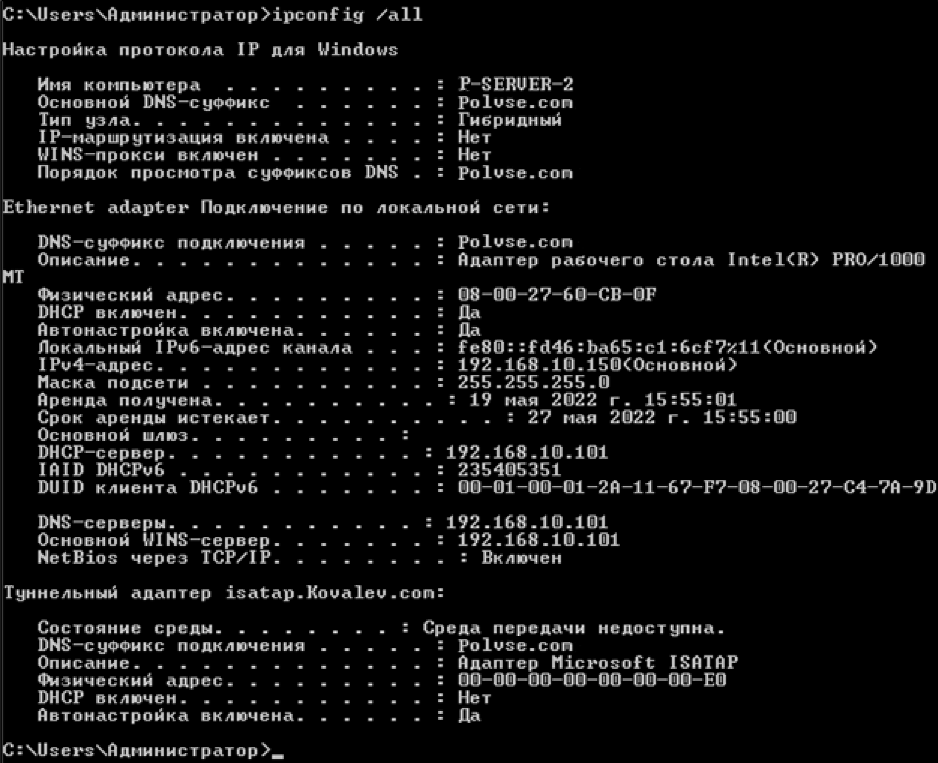 C:\Users\Администратор>ipconfig /all
Настройка протокола IP для Windows
Имя компьютера . . . . . . . . . : P-SERVER-2
Основной DNS-суффикс . . . . . . : Polvse.com
Тип узла. . . . . . . . . . . . . : Гибридный
IP-маршрутизация включена . . . . : Нет
WINS-прокси включен . . . . . . . : Нет
Порядок просмотра суффиксов DNS . : Polvse.com
Ethernet adapter Подключение по локальной сети:
DNS-суффикс подключения . . . . . : Polvse.com
Описание. . . . . . . . . . . . . : Адаптер рабочего стола Intel(R) PRO/1000
MT
Физический адрес. . . . . . . . . : 08-00-27-60-CB-0F
DHCP включен. . . . . . . . . . . : Да
Автонастройка включена. . . . . . : Да
Локальный IPv6-адрес канала . . . : fe80::fd46:ba65:c1:6cf7%11(Основной)
IPv4-адрес. . . . . . . . . . . . : 192.168.10.150(Основной)
Маска подсети . . . . . . . . . . : 255.255.255.0
Аренда получена. . . . . . . . . . : 19 мая 2022 г. 15:55:01
Срок аренды истекает. . . . . . . . . . : 27 мая 2022 г. 15:55:00
Основной шлюз. . . . . . . . . :
DHCP-сервер. . . . . . . . . . . : 192.168.10.101
IAID DHCPv6 . . . . . . . . . . . : 235405351
DUID клиента DHCPv6 . . . . . . . : 00-01-00-01-2A-11-67-F7-08-00-27-C4-7A-9D
DNS-серверы. . . . . . . . . . . : 192.168.10.101
Основной WINS-сервер. . . . . . . : 192.168.10.101
NetBios через TCP/IP. . . . . . . . : Включен
Туннельный адаптер isatap.Kovalev.com:
Состояние среды. . . . . . . . : Среда передачи недоступна.
DNS-суффикс подключения . . . . . : Polvse.com
Описание. . . . . . . . . . . . . : Адаптер Microsoft ISATAP
Физический адрес. . . . . . . . . : 00-00-00-00-00-00-00-E0
DHCP включен. . . . . . . . . . . : Нет
Автонастройка включена. . . . . . : Да
C:\Users\Администратор>_